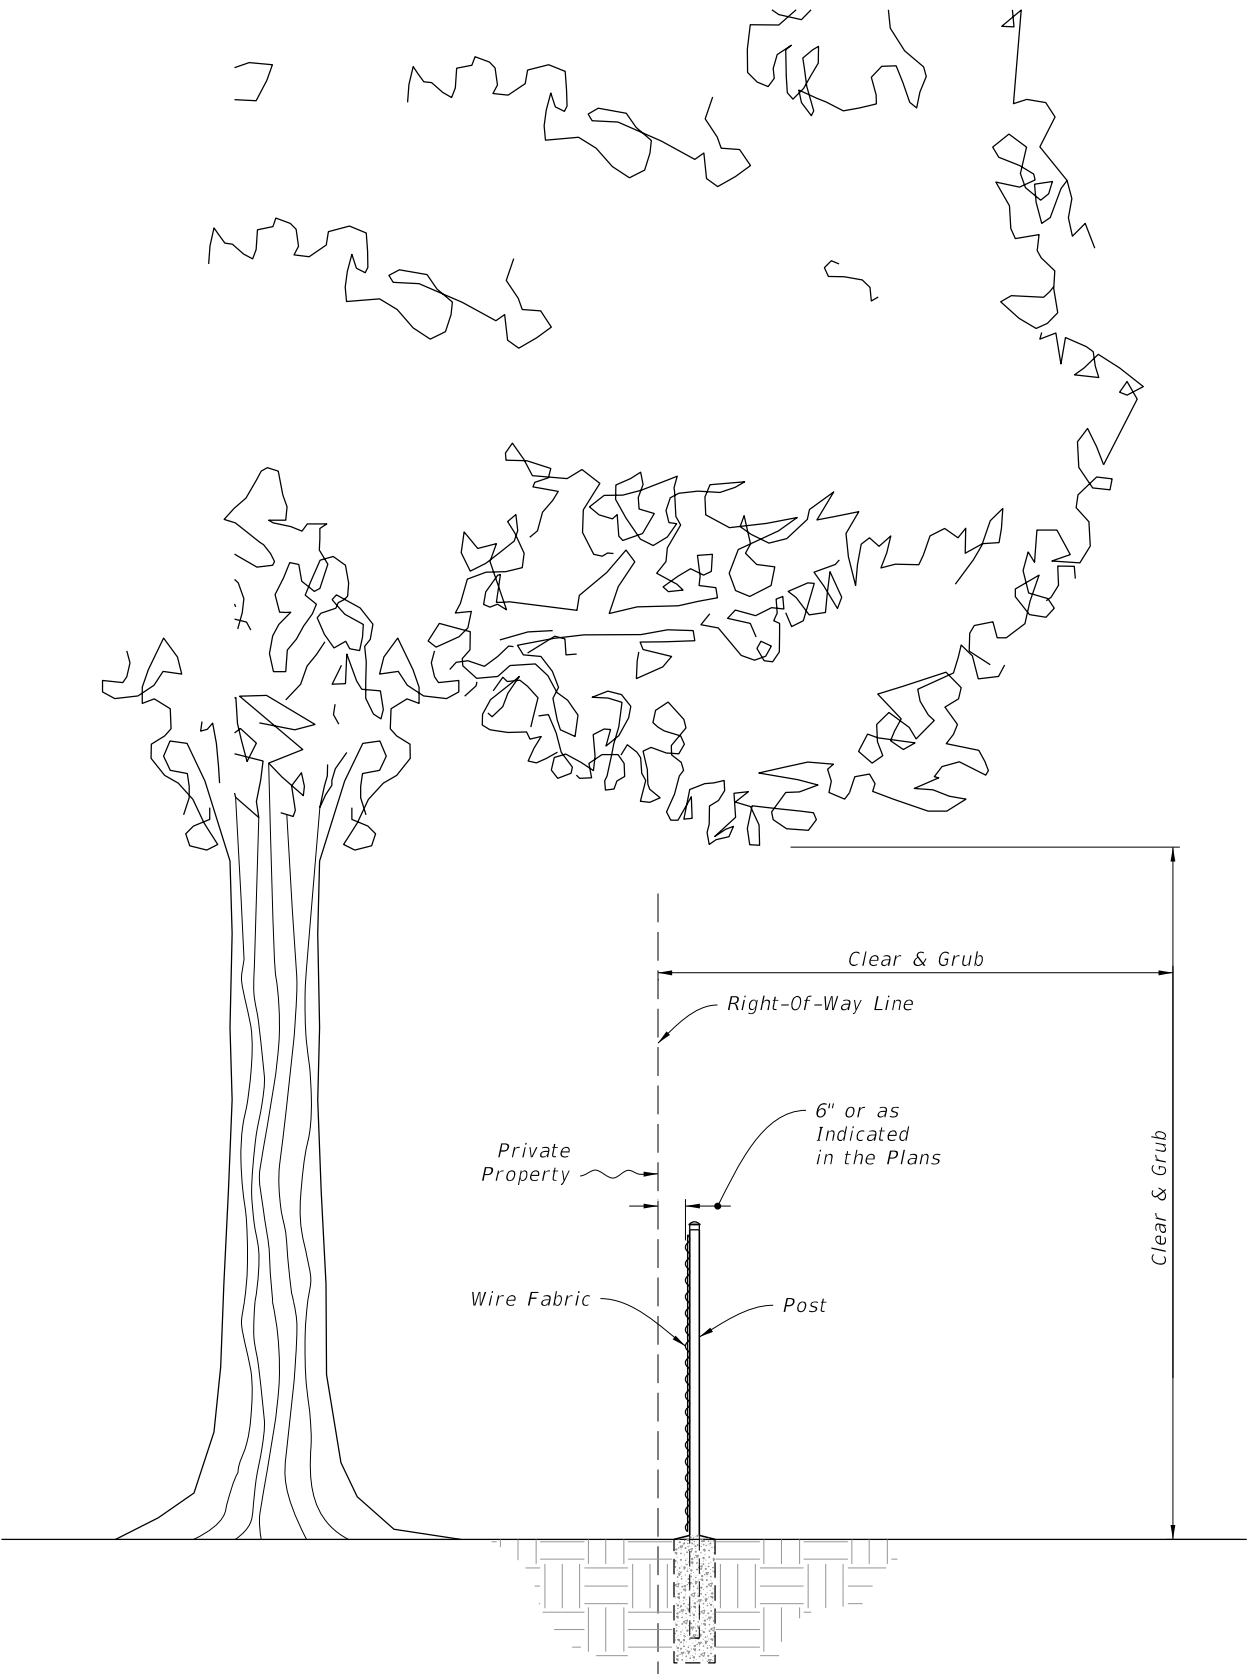 Clear & Grub
Right-Of-Way Line
6" or as
Indicated
in the Plans
Private
Property
Clear & Grub
Wire Fabric
Post